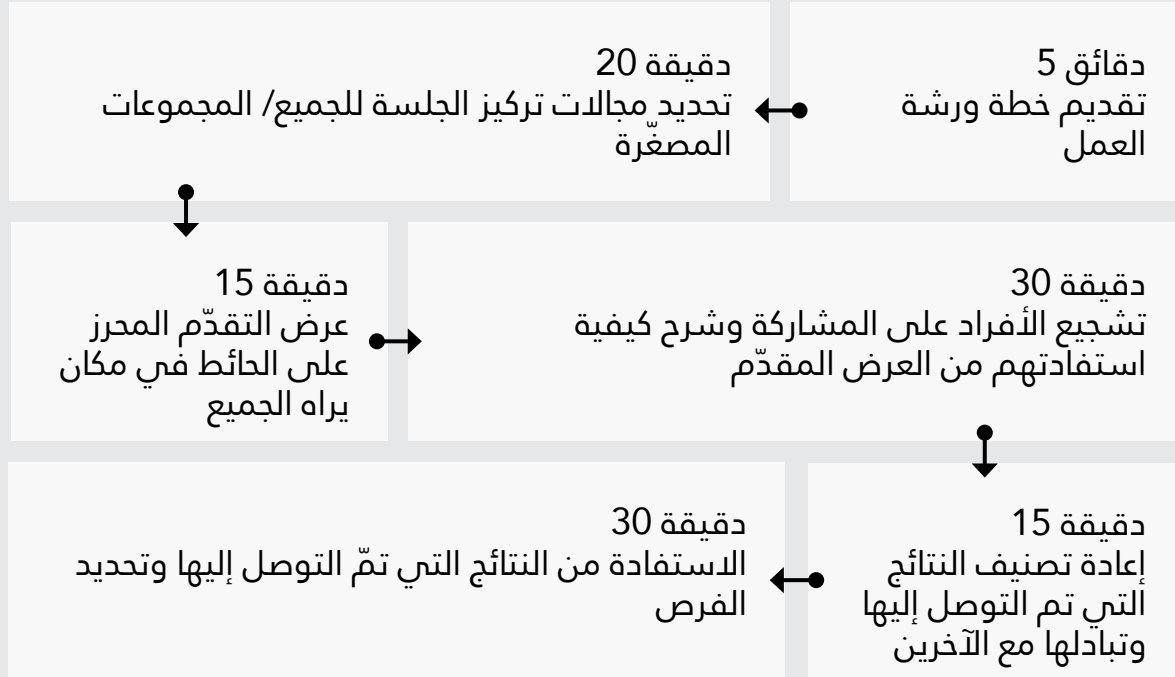 دقائق 5
تقديم خطة ورشة
العمل
دقيقة 20
تحديد مجالات تركيز الجلسة للجميع/ المجموعات
المصغّرة
دقيقة 15
عرض التقدّم المحرز
على الحائط في مكان
يراه الجميع
دقيقة 30
تشجيع الأفراد على المشاركة وشرح كيفية
استفادتهم من العرض المقدّم
دقيقة 15
إعادة تصنيف النتائج
التي تم التوصل إليها
وتبادلها مع الآخرين
دقيقة 30
الاستفادة من النتائج التي تمّ التوصل إليها وتحديد
الفرص